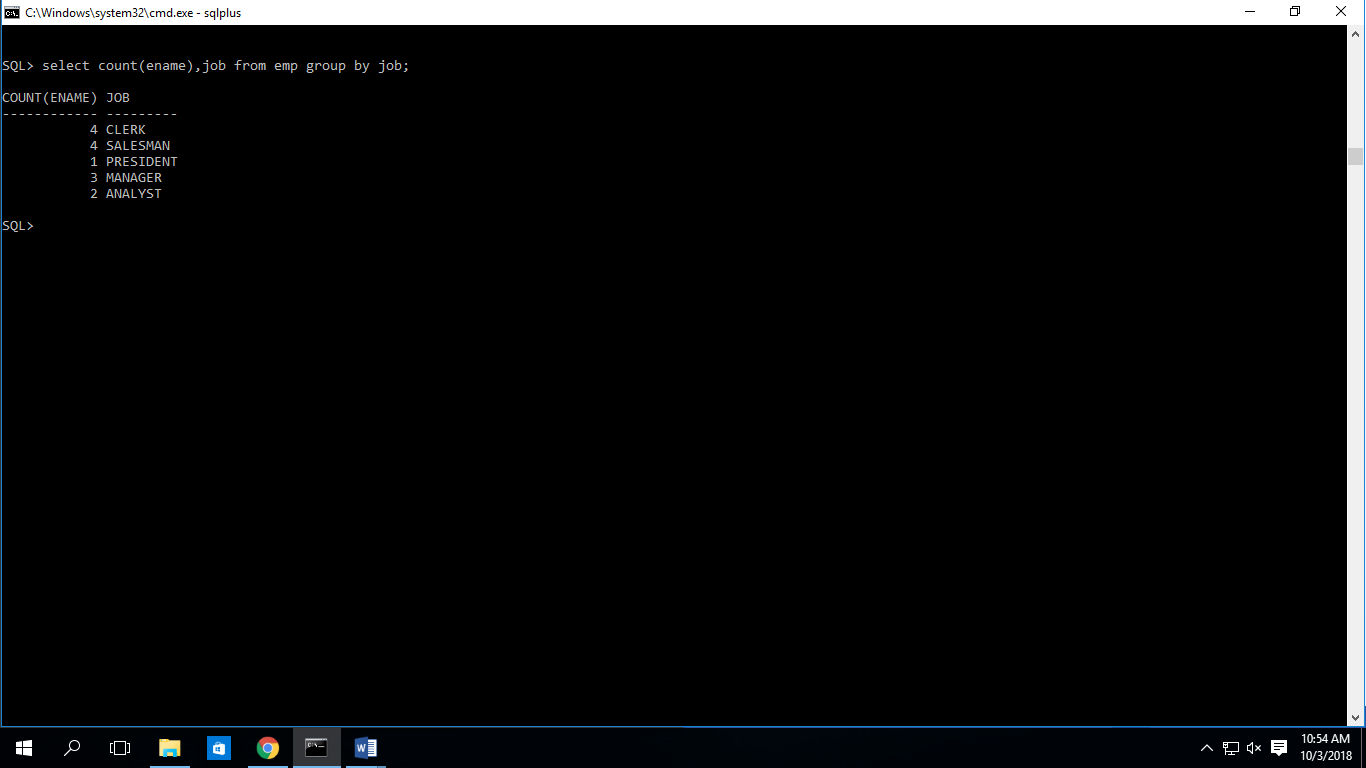 C:\Windows\system32\cmd.exe - sqlplus
SQL> select count(ename),job from emp group by job;
COUNT(ENAME) JOB
------------ ---------
           4 CLERK
           4 SALESMAN
           1 PRESIDENT
           3 MANAGER
           2 ANALYST
SQL>
10:54 AM
10/3/2018